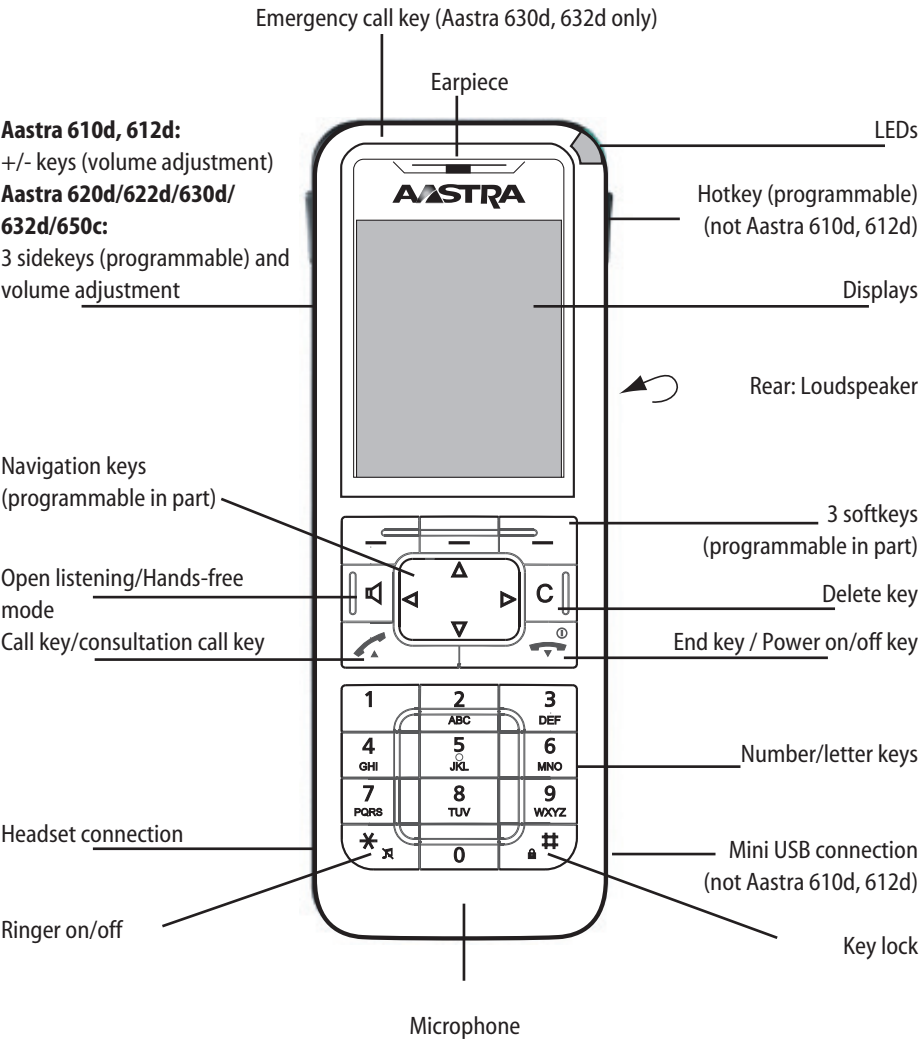 Emergency call key (Aastra 630d, 632d only)
Earpiece
Aastra 610d, 612d:
+/- keys (volume adjustment)
Aastra 620d/622d/630d/
632d/650c:
3 sidekeys (programmable) and
volume adjustment
LEDs
Hotkey (programmable)
(not Aastra 610d, 612d)
AASTRA
Displays
Rear: Loudspeaker
Navigation keys
(programmable in part)
3 softkeys
(programmable in part)
Open listening/Hands-free
mode
C
Delete key
Call key/consultation call key
End key / Power on/off key
1 2 3
ABC DEF
4 5 6
GHI JKL MNO
Number/letter keys
7 8 9
PQRS TUV WXYZ
* 0 #
Headset connection
Mini USB connection
(not Aastra 610d, 612d)
Ringer on/off
Key lock
Microphone